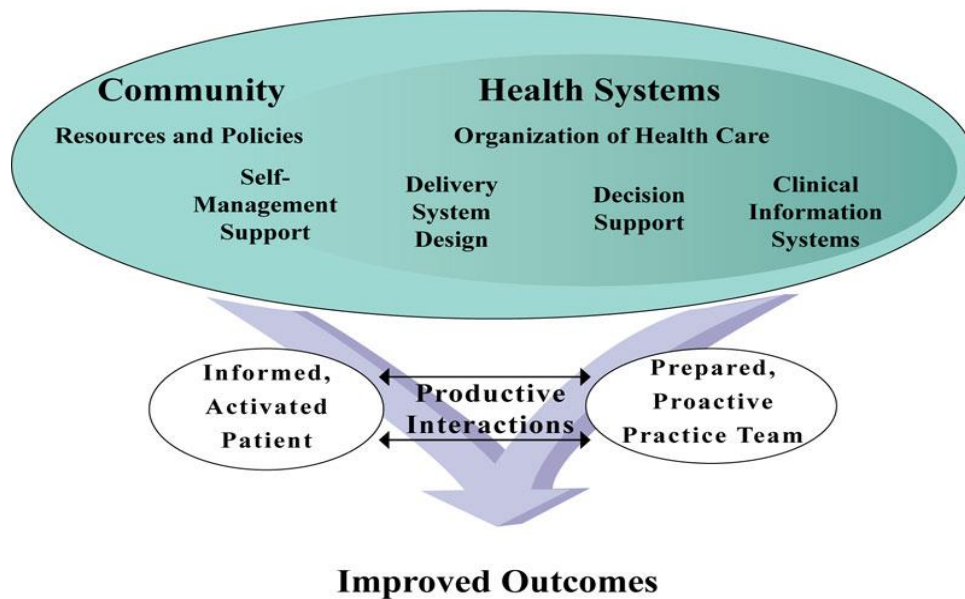 Community
Health Systems
Resources and Policies
Organization of Health Care
Self-
Management
Support
Delivery
System
Design
Decision
Support
Clinical
Information
Systems
Informed,
Activated
Patient
Productive
Interactions
Prepared,
Proactive
Practice Team
Improved Outcomes